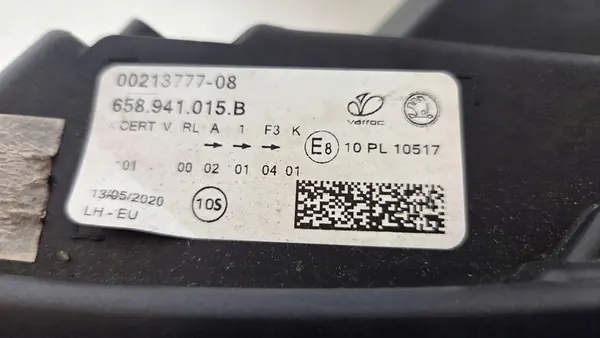 00213777-08
658.941.015.B
varroc
CERT V RL A 1 F3 K
E8 10 PL 10517
01 00 02 01 04 01
13/05/2020
10S
LH-EU